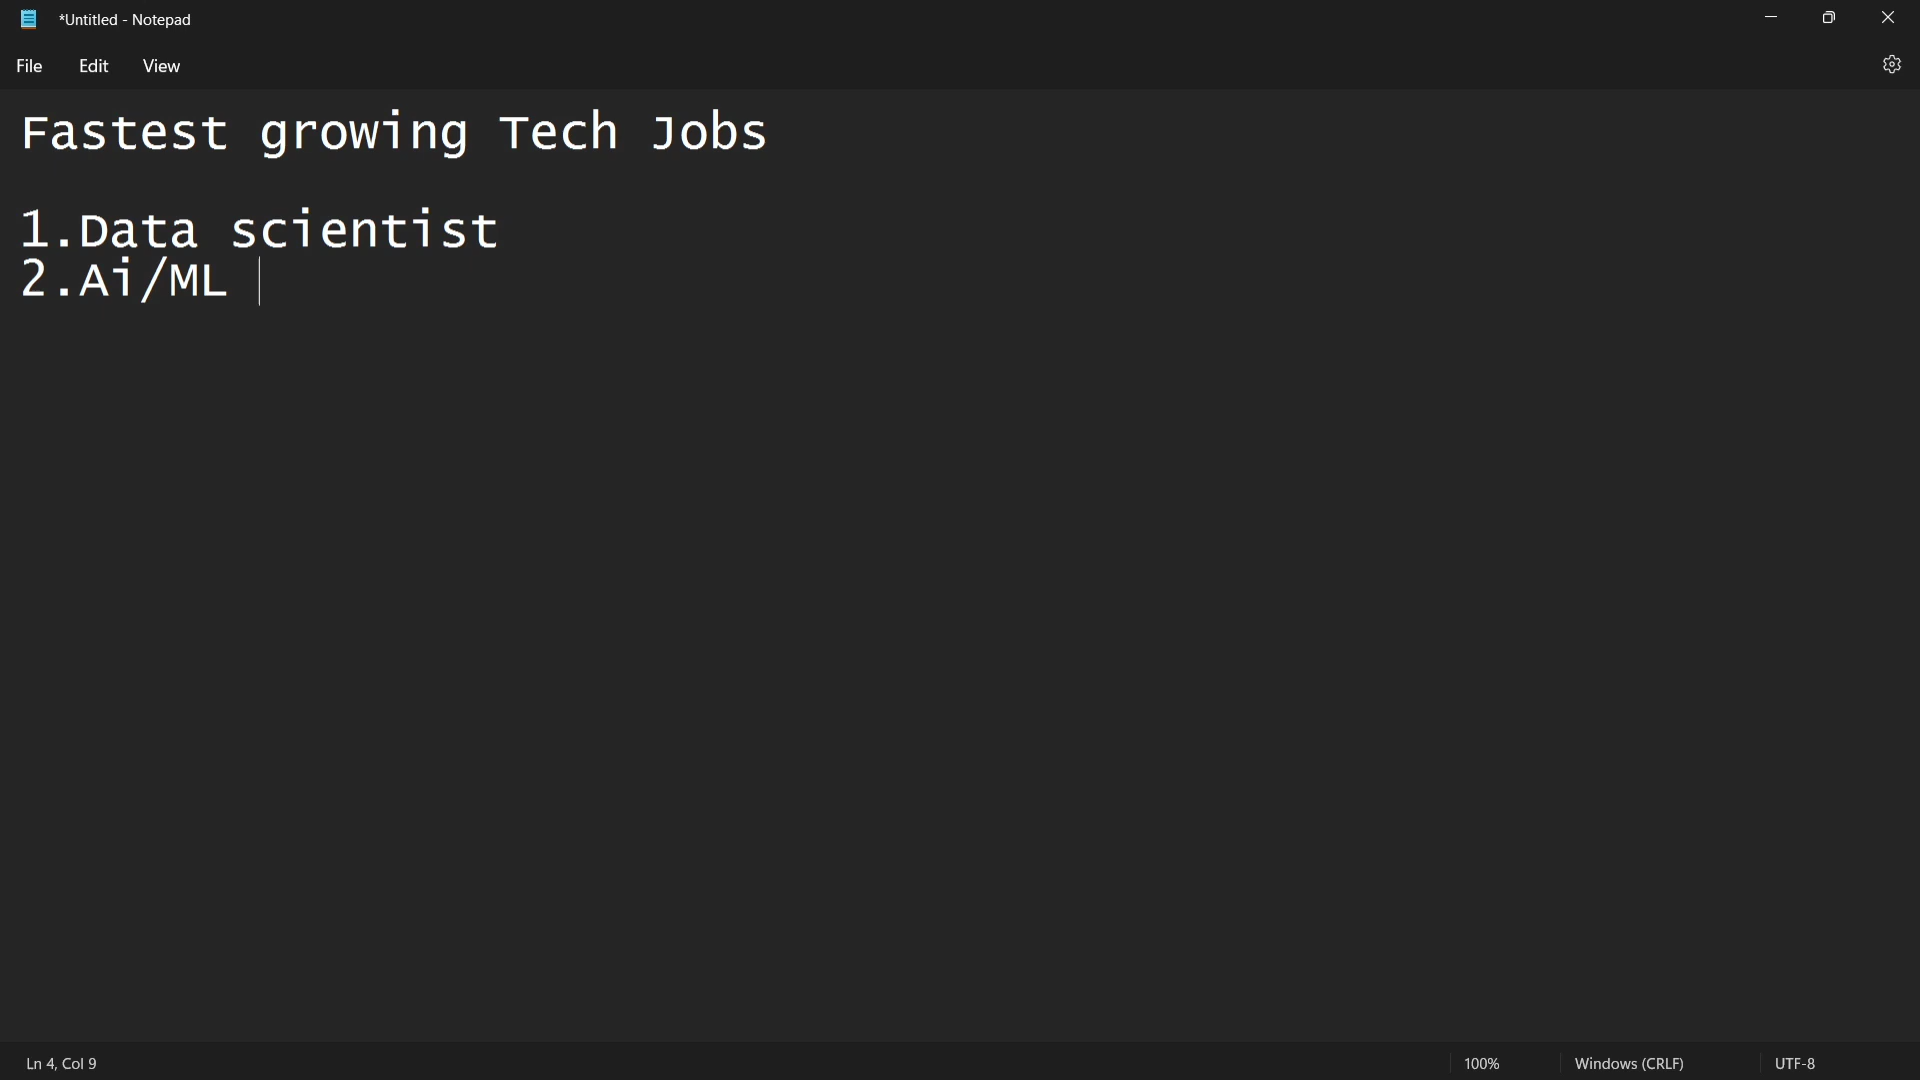 *Untitled - Notepad
File Edit View
Fastest growing Tech Jobs
1.Data scientist
2.Ai/ML
Ln 4, Col 9 100% Windows (CRLF) UTF-8